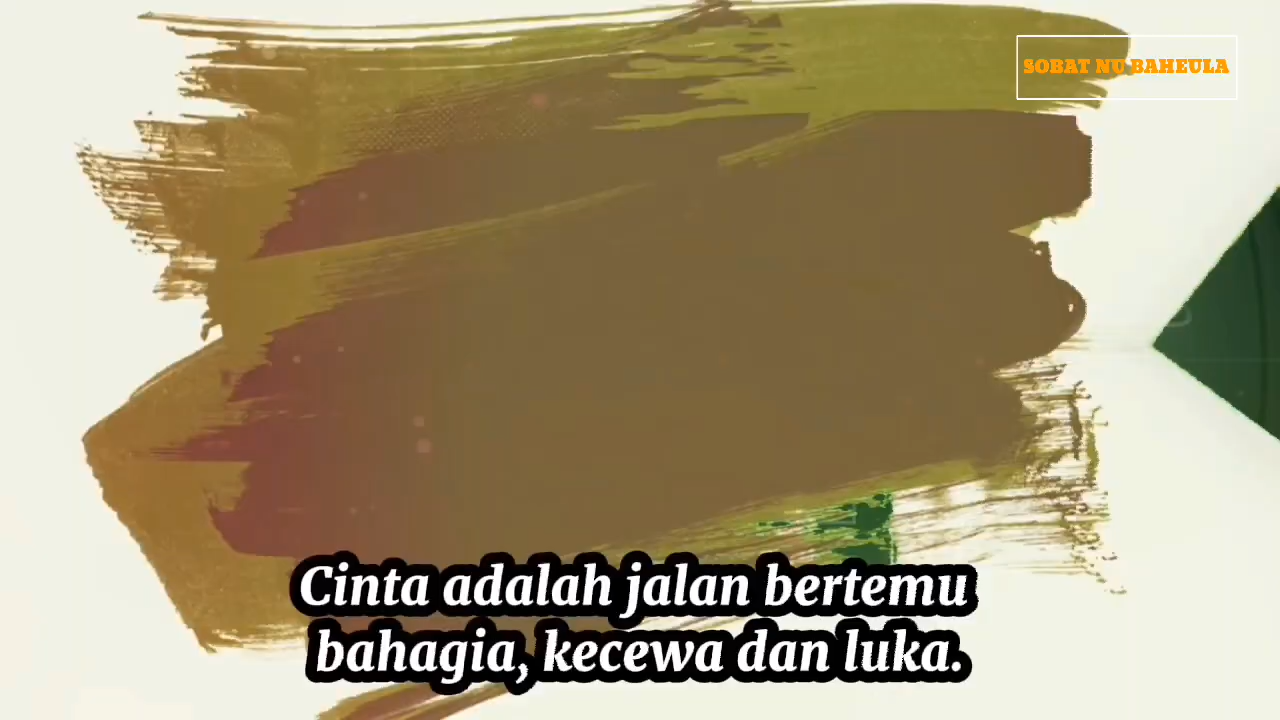 SOBAT NU BAHEULA
Cinta adalah jalan bertemu
bahagia, kecewa dan luka.